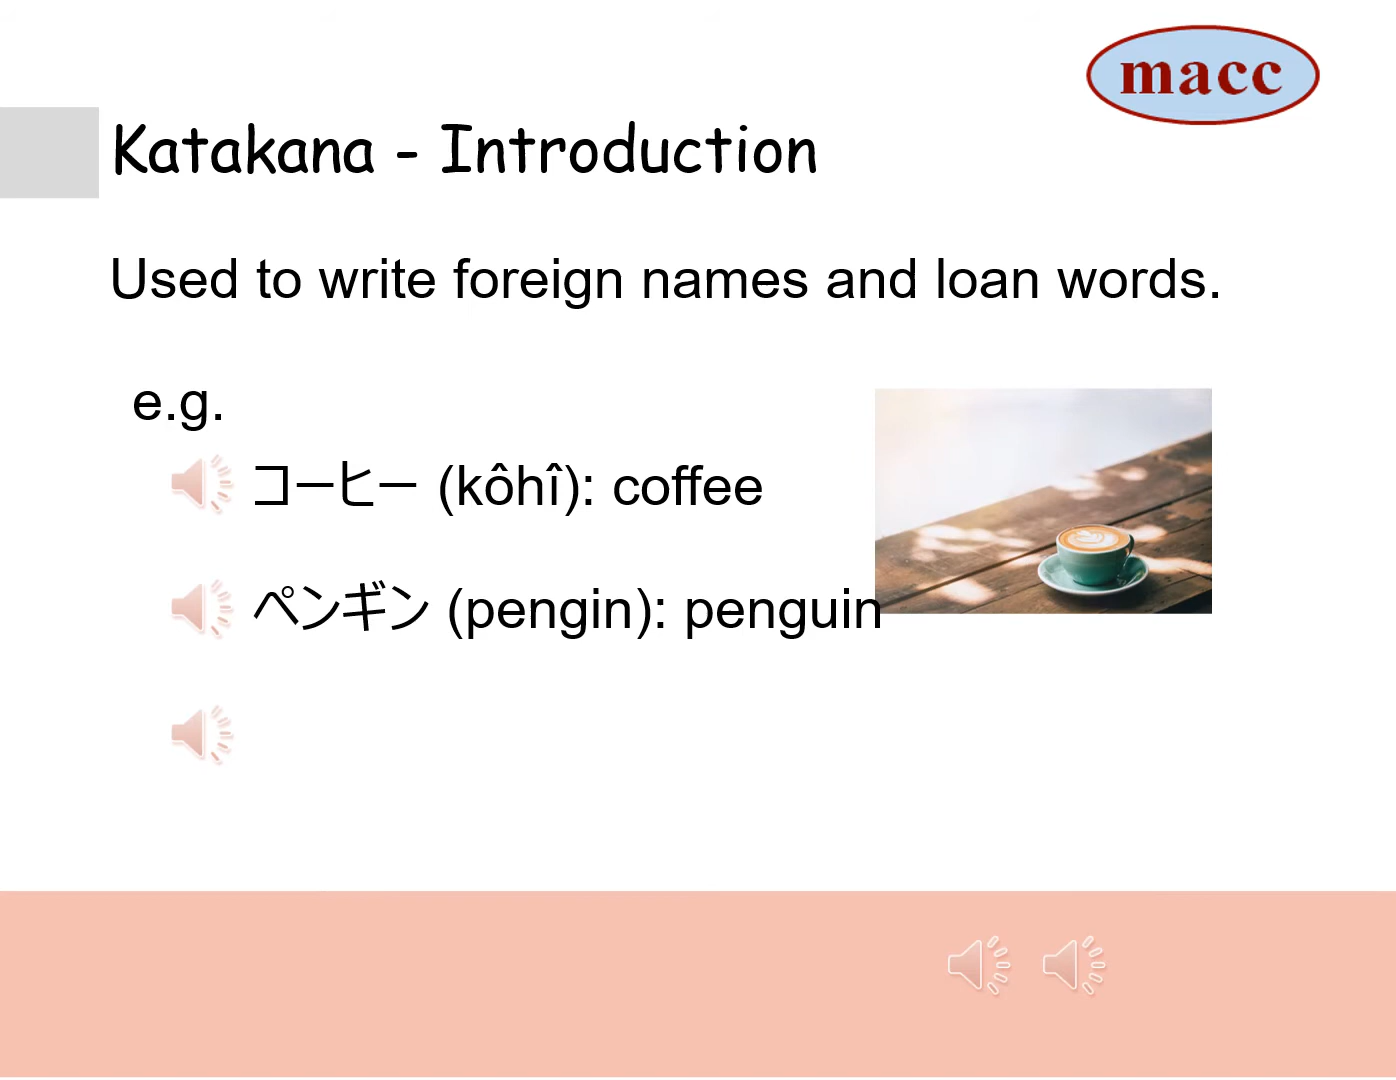 macc
Katakana - Introduction
Used to write foreign names and loan words.
e.g.
コーヒー (kôhî): coffee
ペンギン (pengin): penguin